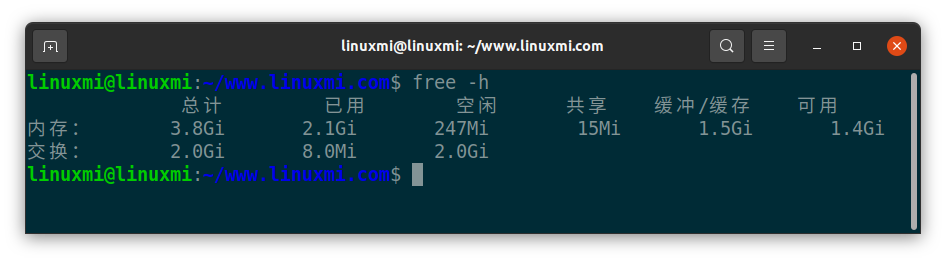 linuxmi@linuxmi: ~/www.linuxmi.com
linuxmi@linuxmi:~/www.linuxmi.com$ free -h
总计 已用 空闲 共享 缓冲/缓存 可用
内存： 3.8Gi 2.1Gi 247Mi 15Mi 1.5Gi 1.4Gi
交换： 2.0Gi 8.0Mi 2.0Gi
linuxmi@linuxmi:~/www.linuxmi.com$